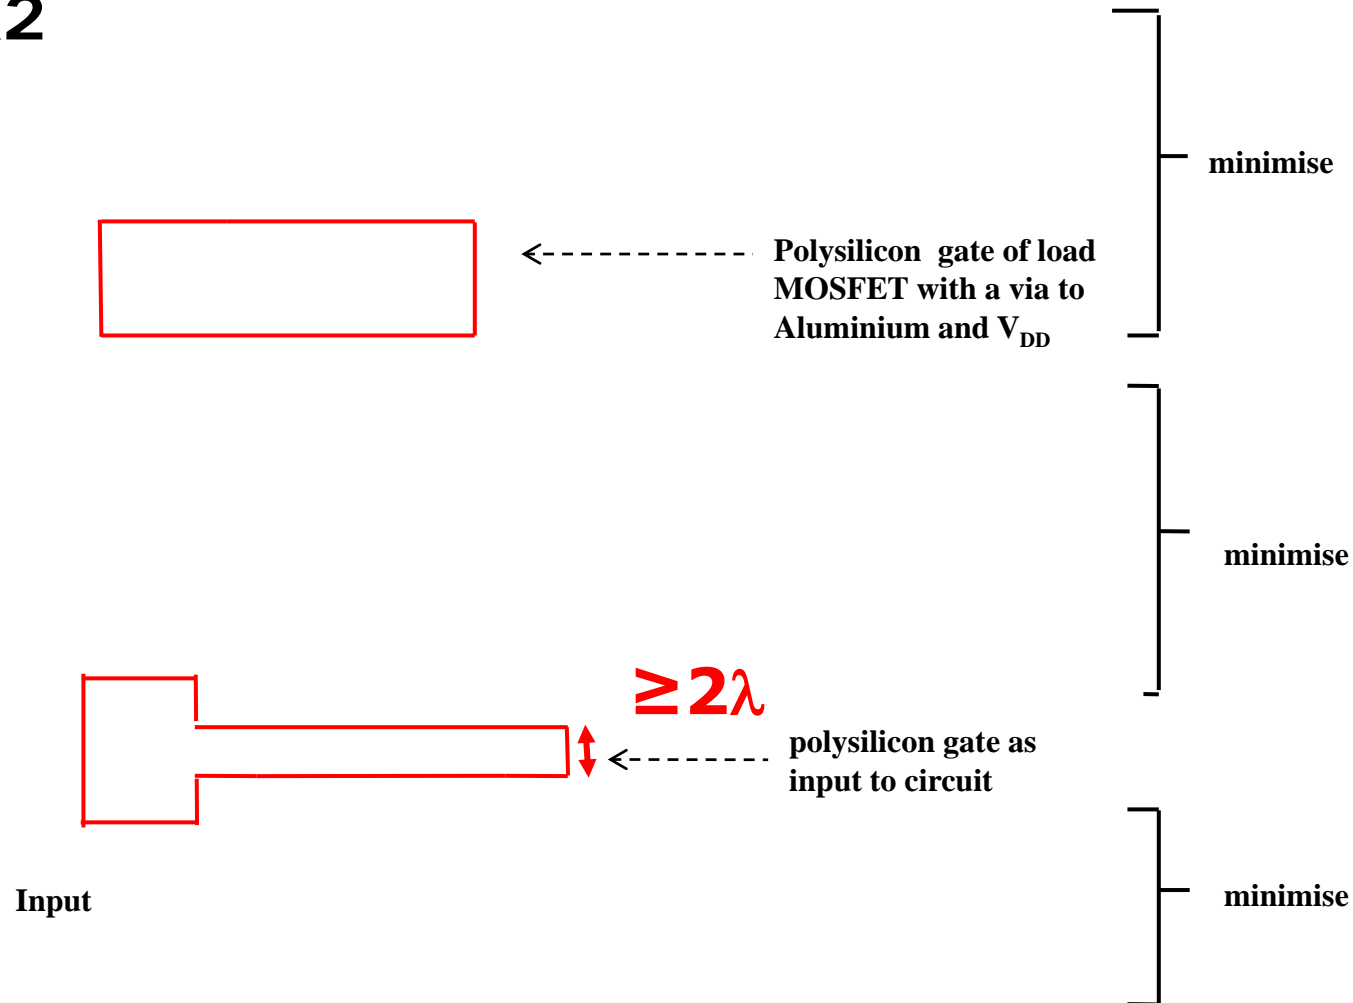 2
minimise
Polysilicon gate of load
MOSFET with a via to
Aluminium and VDD
minimise
≥2λ
polysilicon gate as
input to circuit
Input
minimise